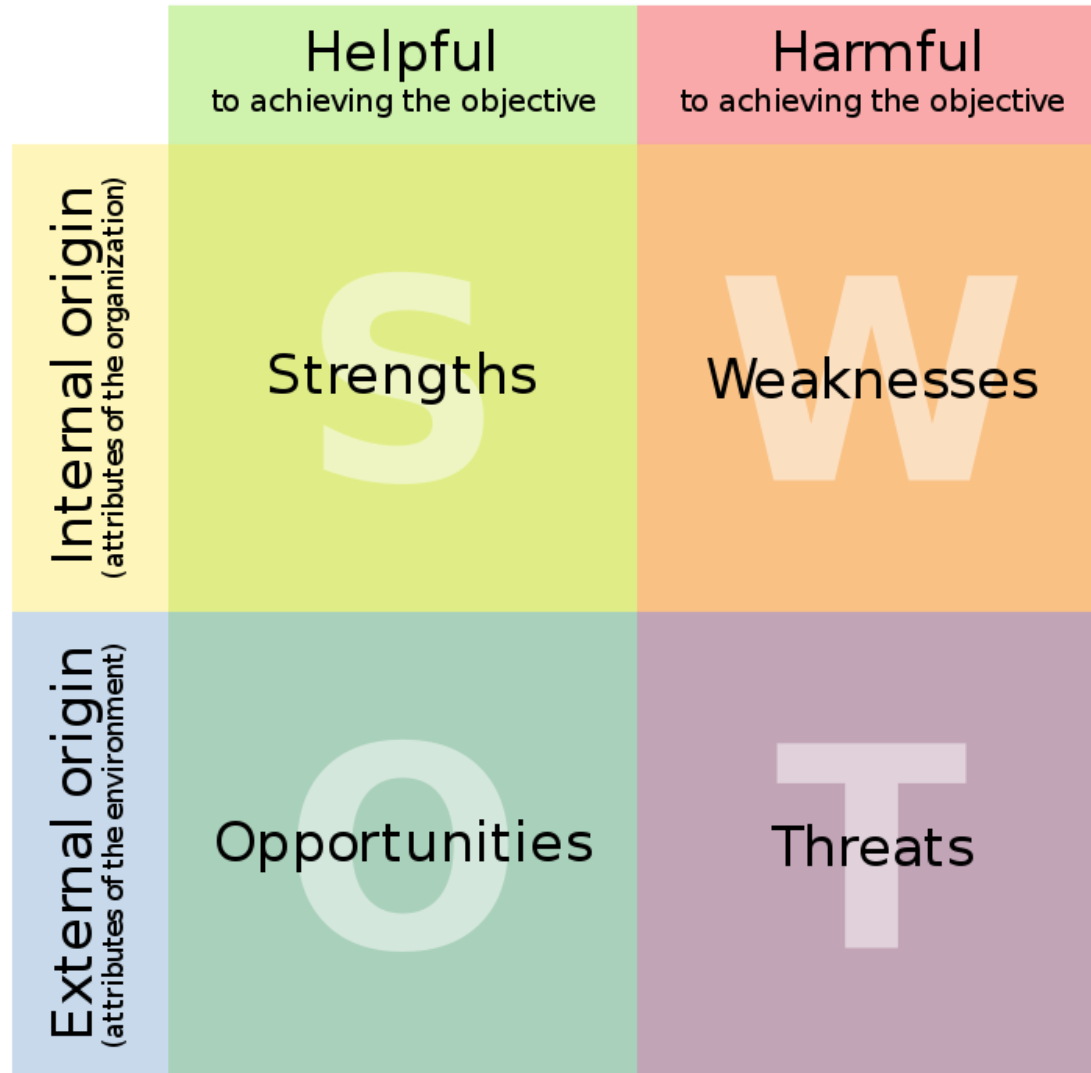 Helpful
to achieving the objective
Harmful
to achieving the objective
Internal origin
(attributes of the organization)
S
Strengths
W
Weaknesses
External origin
(attributes of the environment)
O
Opportunities
T
Threats